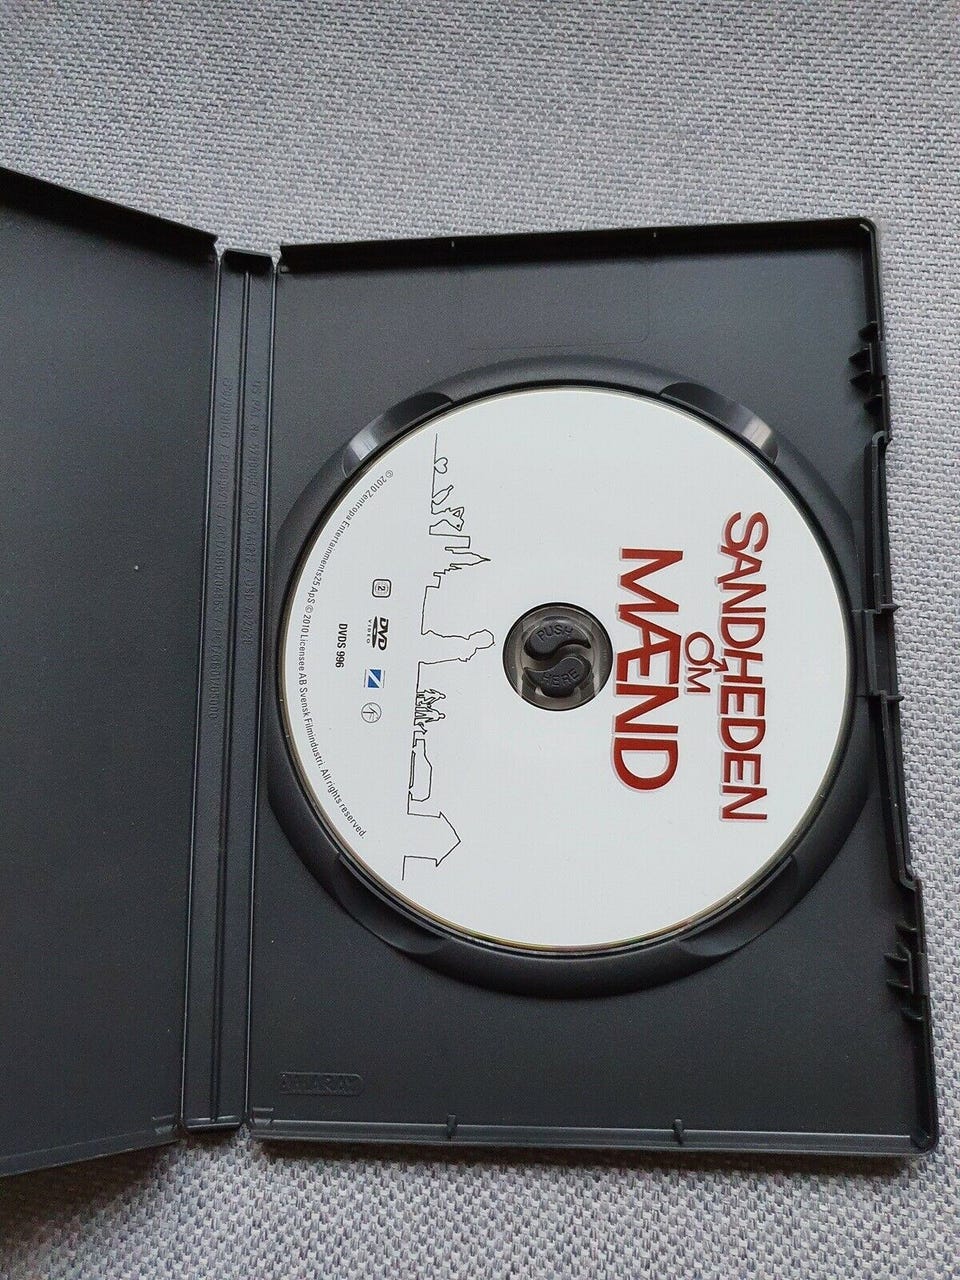 SANDHEDEN
OM
MÆND
PUSH
HERE
2
DVD
VIDEO
DVDS 996
©2010 Zentropa Entertainments25 ApS © 2010 Licensee AB Svensk Filmindustri. All rights reserved.
AMARAY